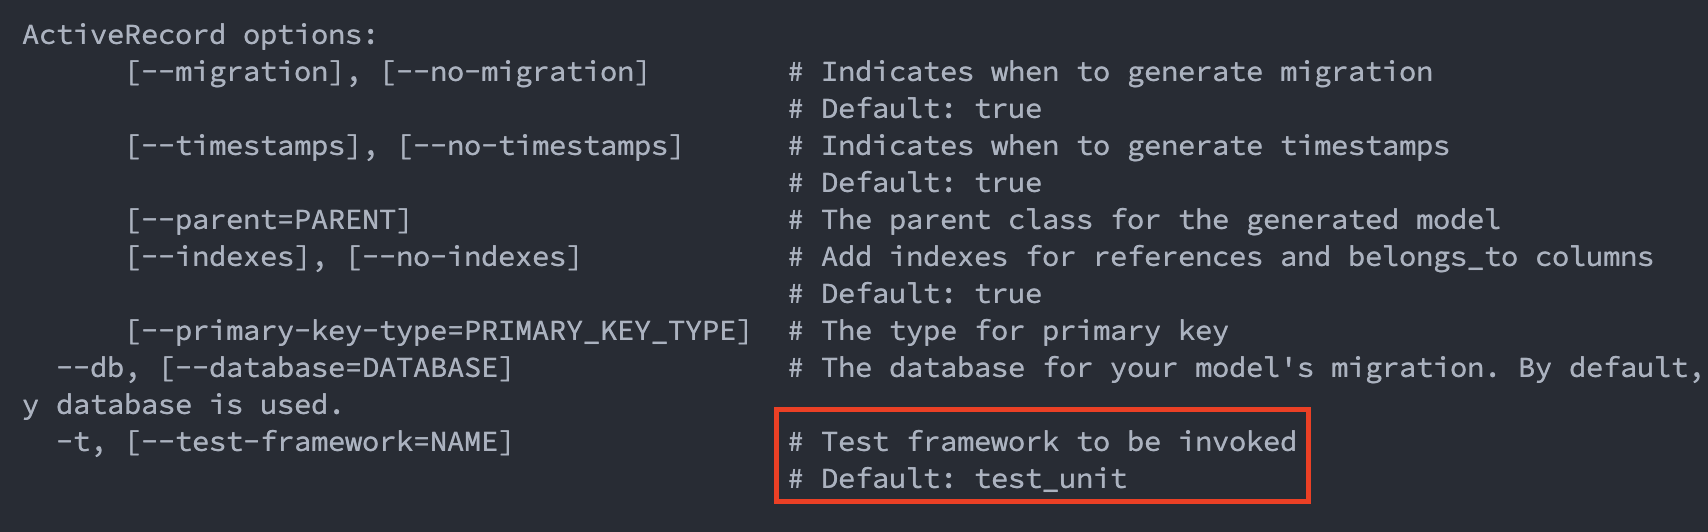 ActiveRecord options:
[--migration], [--no-migration] # Indicates when to generate migration
# Default: true
[--timestamps], [--no-timestamps] # Indicates when to generate timestamps
# Default: true
[--parent=PARENT] # The parent class for the generated model
[--indexes], [--no-indexes] # Add indexes for references and belongs_to columns
# Default: true
[--primary-key-type=PRIMARY_KEY_TYPE] # The type for primary key
--db, [--database=DATABASE] # The database for your model's migration. By default,
y database is used.
-t, [--test-framework=NAME] # Test framework to be invoked
# Default: test_unit